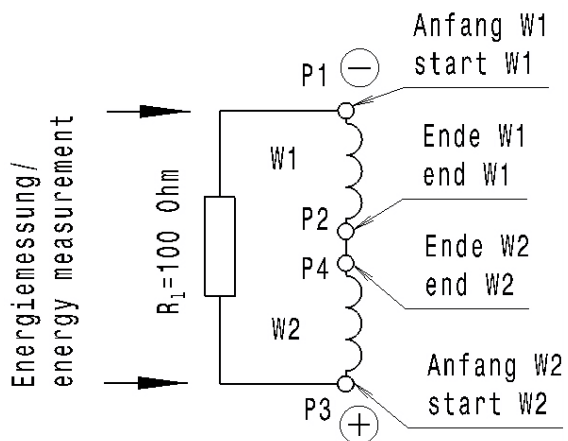 Anfang W1
start W1
P1
−
Ende W1
end W1
W1
P2
Energiemessung/
energy measurement
R1=100 Ohm
P4
Ende W2
end W2
W2
Anfang W2
start W2
P3
+